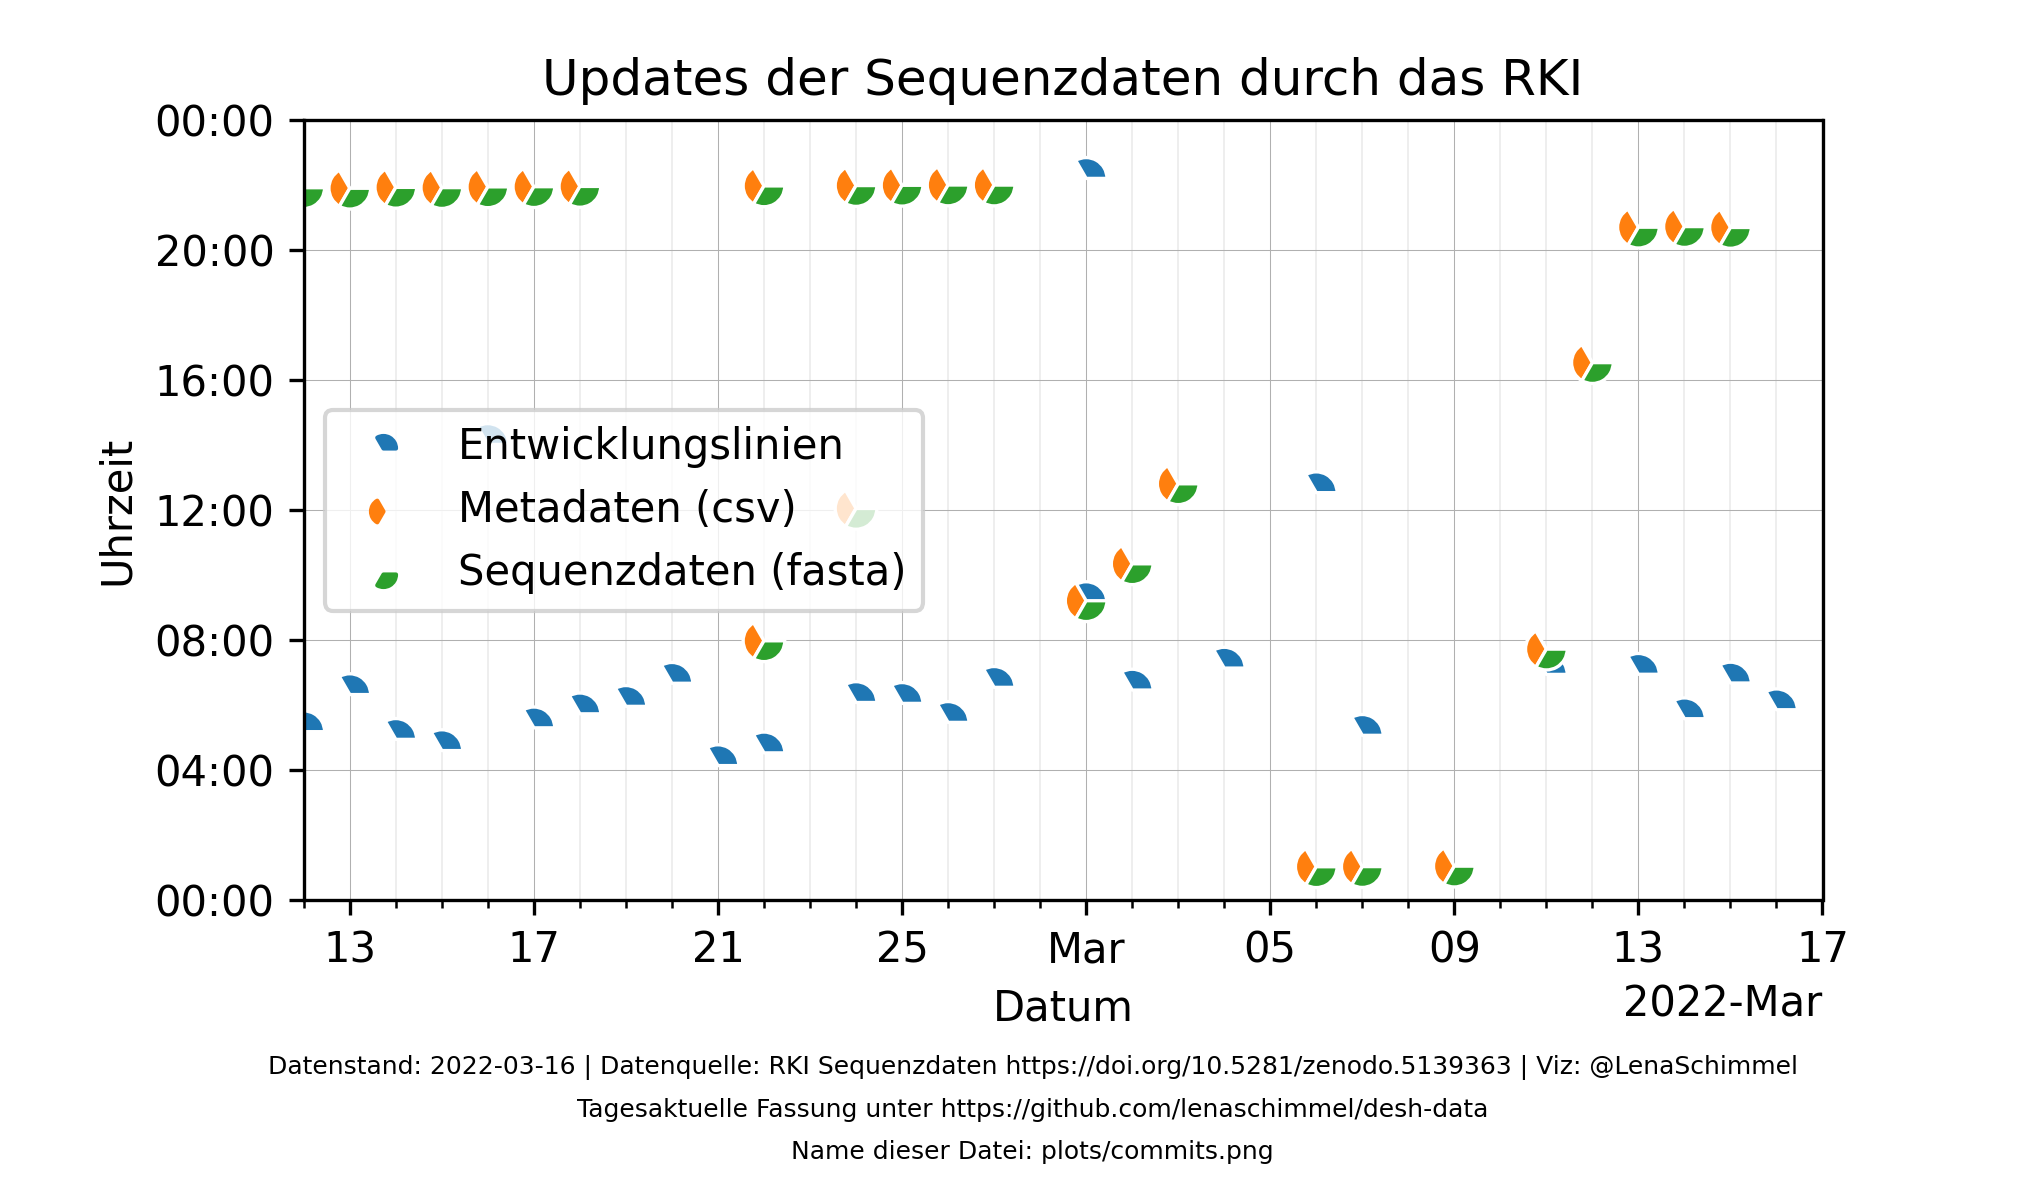 Updates der Sequenzdaten durch das RKI
00:00
20:00
16:00
12:00
08:00
04:00
00:00
Uhrzeit
Entwicklungslinien
Metadaten (csv)
Sequenzdaten (fasta)
13 17 21 25 Mar 05 09 13 17
Datum
2022-Mar
Datenstand: 2022-03-16 | Datenquelle: RKI Sequenzdaten https://doi.org/10.5281/zenodo.5139363 | Viz: @LenaSchimmel
Tagesaktuelle Fassung unter https://github.com/lenaschimmel/desh-data
Name dieser Datei: plots/commits.png